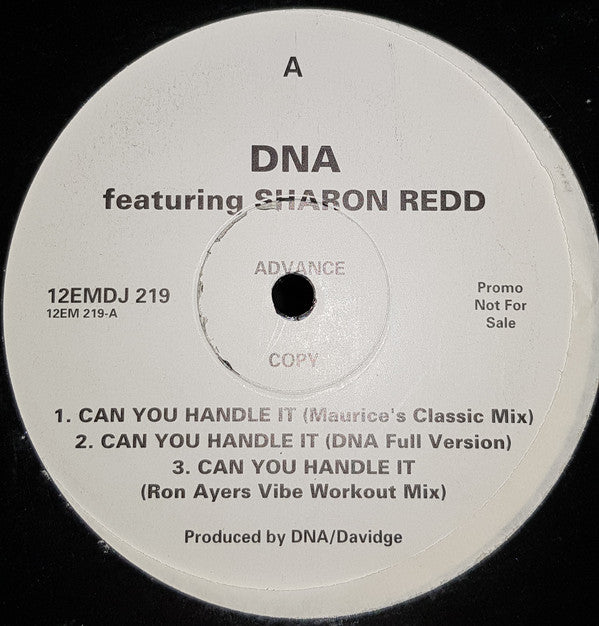 A
DNA
featuring SHARON REDD
ADVANCE
12EMDJ 219
12EM 219-A
Promo
Not For
Sale
COPY
1. CAN YOU HANDLE IT (Maurice's Classic Mix)
2. CAN YOU HANDLE IT (DNA Full Version)
3. CAN YOU HANDLE IT
(Ron Ayers Vibe Workout Mix)
Produced by DNA/Davidge